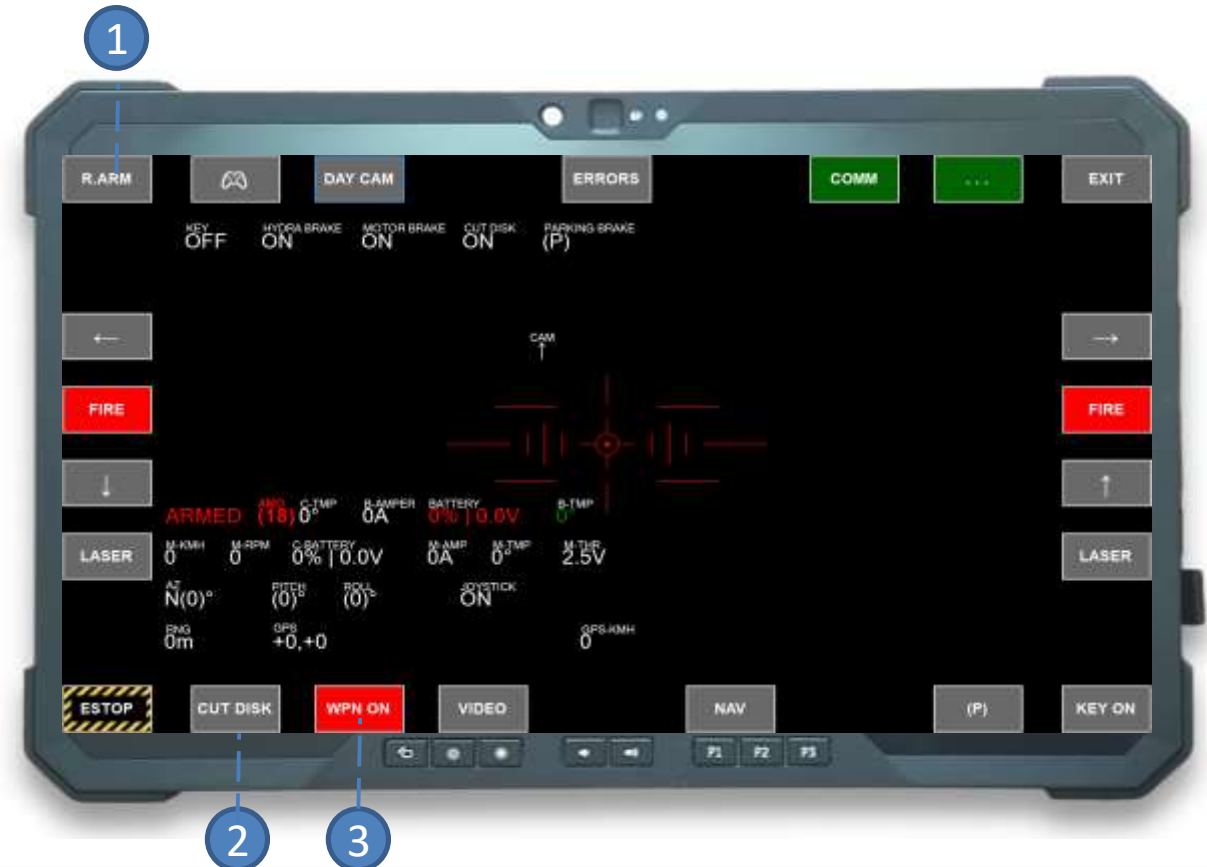 1
R.ARM DAY CAM ERRORS COMM ... EXIT
KEY HYDRA BRAKE MOTOR BRAKE CUT DISK PARKING BRAKE
OFF ON ON ON (P)
CAM
← ↑ →
FIRE FIRE
↓ ↑
AMO C-TMP B-AMPER BATTERY B-TMP
ARMED (18) 0° 0A 0% | 0.0V 0°
LASER LASER
M-KMH M-RPM C-BATTERY M-AMP M-TMP M-THR
0 0 0% | 0.0V 0A 0° 2.5V
AZ PITCH ROLL JOYSTICK
N(0)° (0)° (0)° ON
RNG GPS GPS-KMH
0m +0,+0 0
ESTOP CUT DISK WPN ON VIDEO NAV (P) KEY ON
P1 P2 P3
2 3